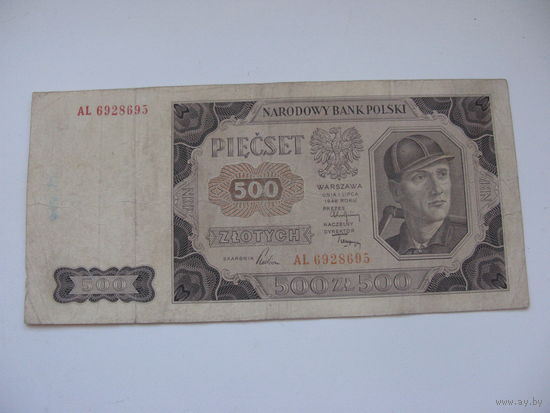 AL 6928695
NARODOWY BANK POLSKI
PIĘĆSET
500
ZŁOTYCH
WARSZAWA
DNIA 1 LIPCA
1948 ROKU
PREZES
NACZELNY
DYREKTOR
SKARBNIK
AL 6928695
500
500 ZŁ 500
www.ay.by